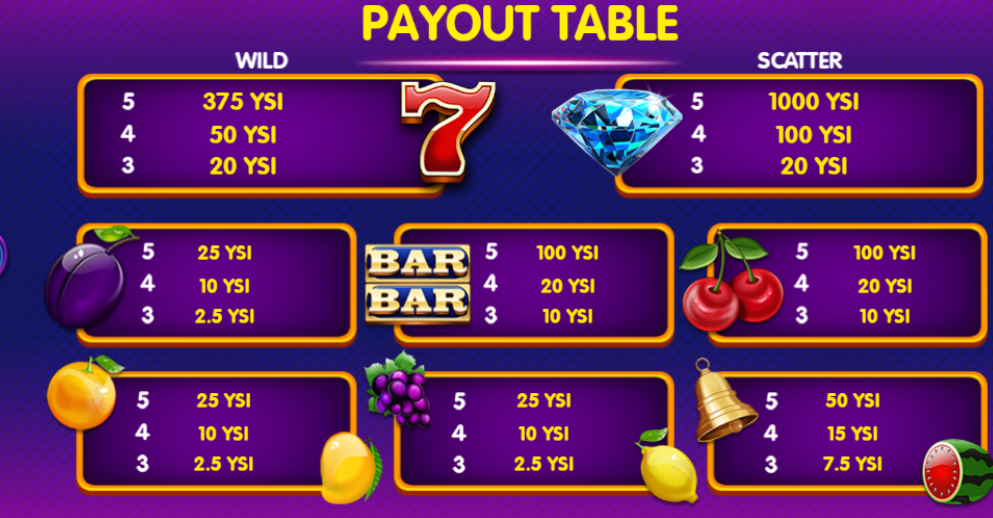 PAYOUT TABLE
WILD
5 375 YSI
4 50 YSI
3 20 YSI
SCATTER
5 1000 YSI
4 100 YSI
3 20 YSI
5 25 YSI
4 10 YSI
3 2.5 YSI
BAR
BAR
5 100 YSI
4 20 YSI
3 10 YSI
5 100 YSI
4 20 YSI
3 10 YSI
5 25 YSI
4 10 YSI
3 2.5 YSI
5 25 YSI
4 10 YSI
3 2.5 YSI
5 50 YSI
4 15 YSI
3 7.5 YSI
7